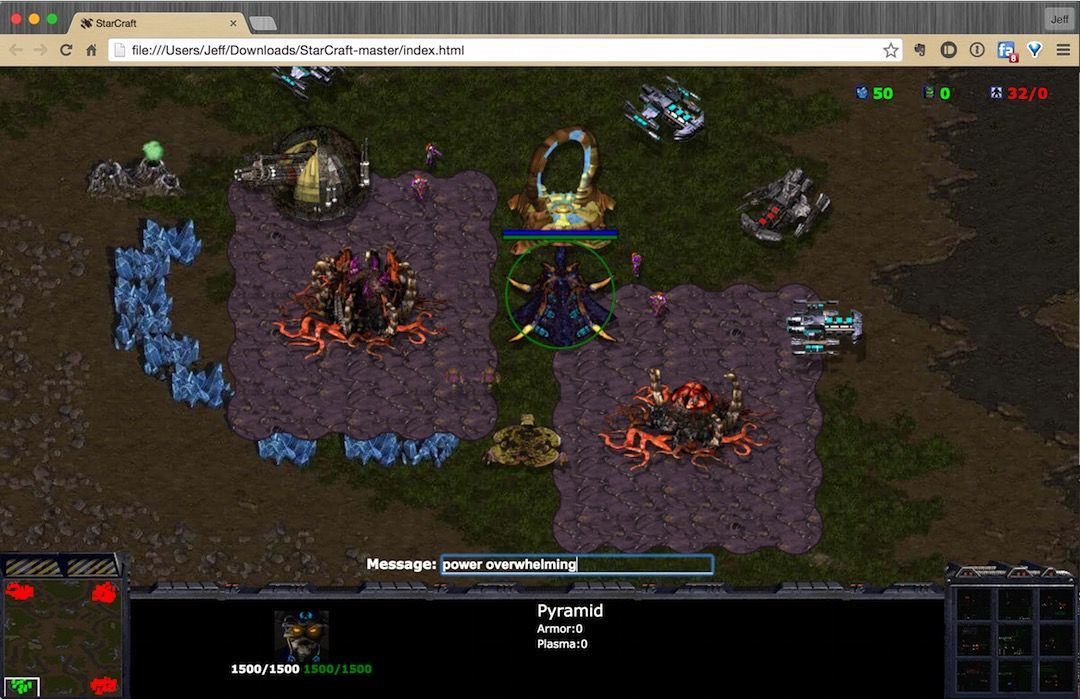 StarCraft
Jeff
file:///Users/Jeff/Downloads/StarCraft-master/index.html
8
50 0 32/0
Message: power overwhelming
Pyramid
Armor:0
Plasma:0
1500/1500 1500/1500